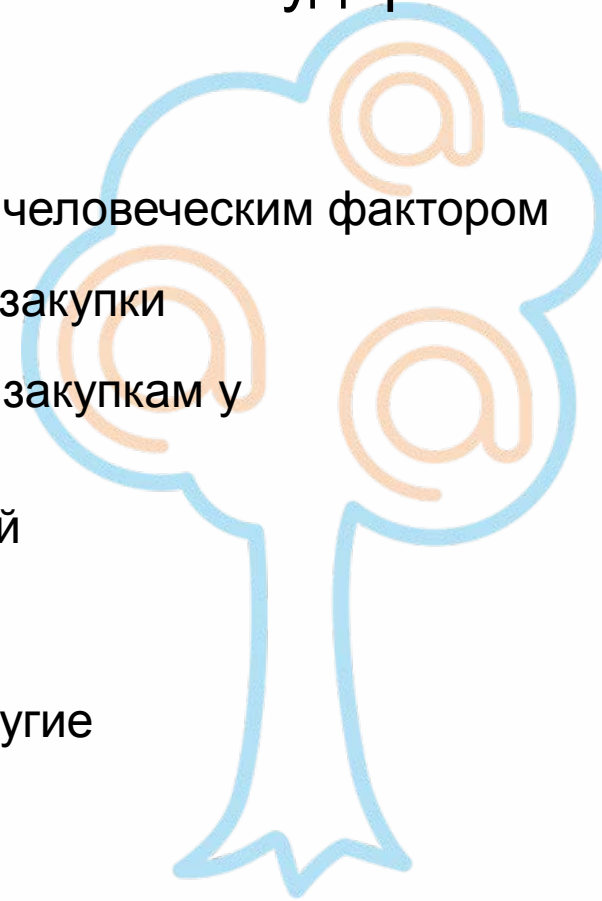 человеческим фактором
закупки
закупкам у
й
угие